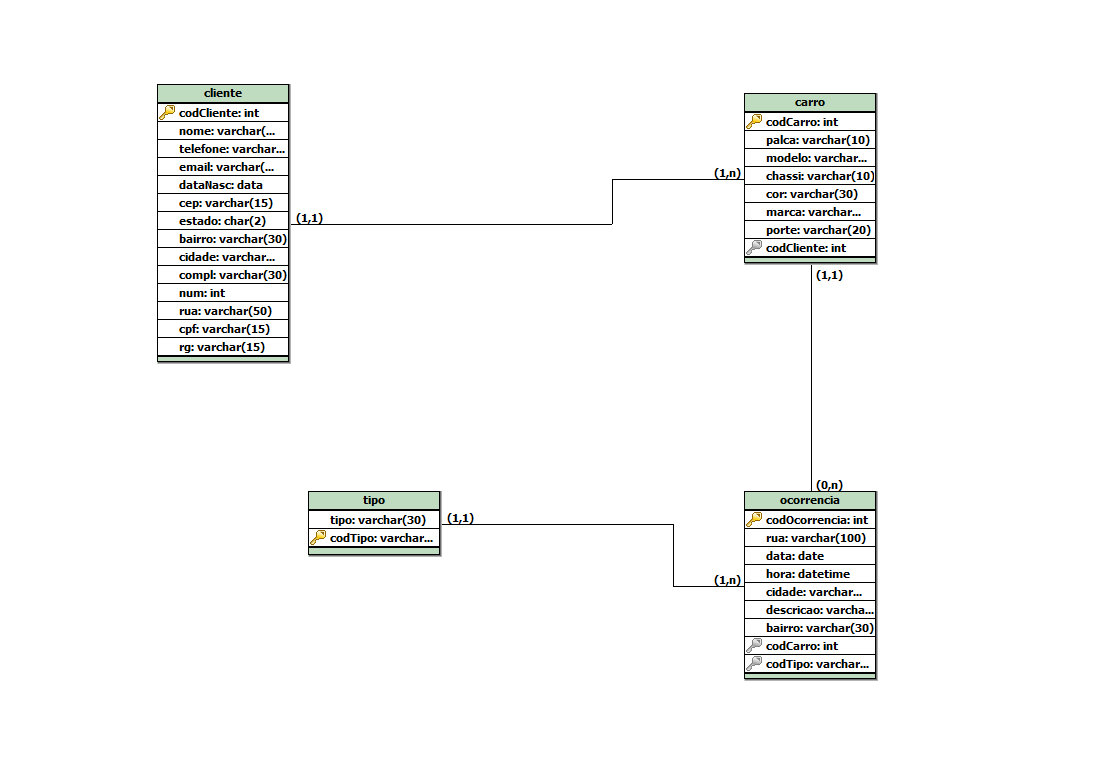 cliente
codCliente: int
nome: varchar(...
telefone: varchar...
email: varchar(...
dataNasc: data
cep: varchar(15)
estado: char(2)
bairro: varchar(30)
cidade: varchar...
compl: varchar(30)
num: int
rua: varchar(50)
cpf: varchar(15)
rg: varchar(15)
(1,1)
(1,n)
carro
codCarro: int
palca: varchar(10)
modelo: varchar...
chassi: varchar(10)
cor: varchar(30)
marca: varchar...
porte: varchar(20)
codCliente: int
(1,1)
(0,n)
tipo
tipo: varchar(30)
codTipo: varchar...
(1,1)
(1,n)
ocorrencia
codOcorrencia: int
rua: varchar(100)
data: date
hora: datetime
cidade: varchar...
descricao: varcha...
bairro: varchar(30)
codCarro: int
codTipo: varchar...